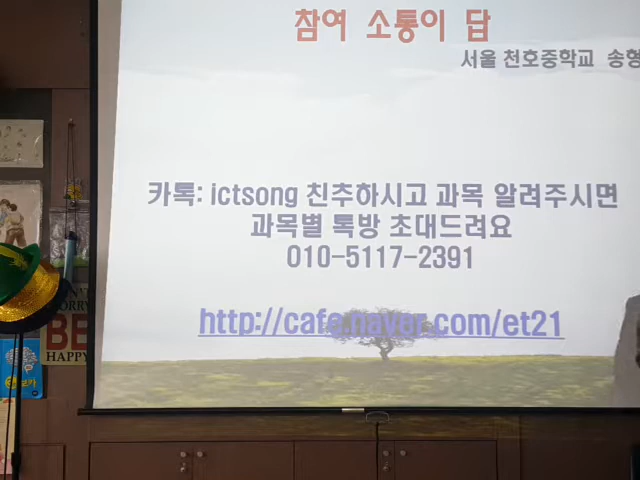 참여 소통이 답
서울 천호중학교 송형
카톡: ictsong 친추하시고 과목 알려주시면
과목별 톡방 초대드려요
010-5117-2391
http://cafe.naver.com/et21
BE
HAPPY